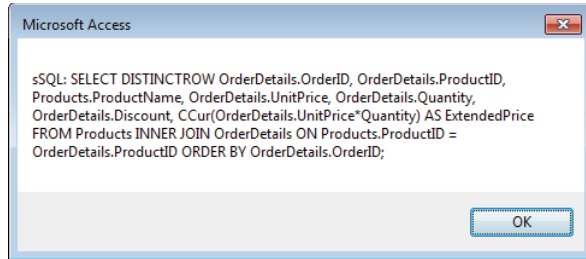 Microsoft Access
sSQL: SELECT DISTINCTROW OrderDetails.OrderID, OrderDetails.ProductID,
Products.ProductName, OrderDetails.UnitPrice, OrderDetails.Quantity,
OrderDetails.Discount, CCur(OrderDetails.UnitPrice*Quantity) AS ExtendedPrice
FROM Products INNER JOIN OrderDetails ON Products.ProductID =
OrderDetails.ProductID ORDER BY OrderDetails.OrderID;
OK